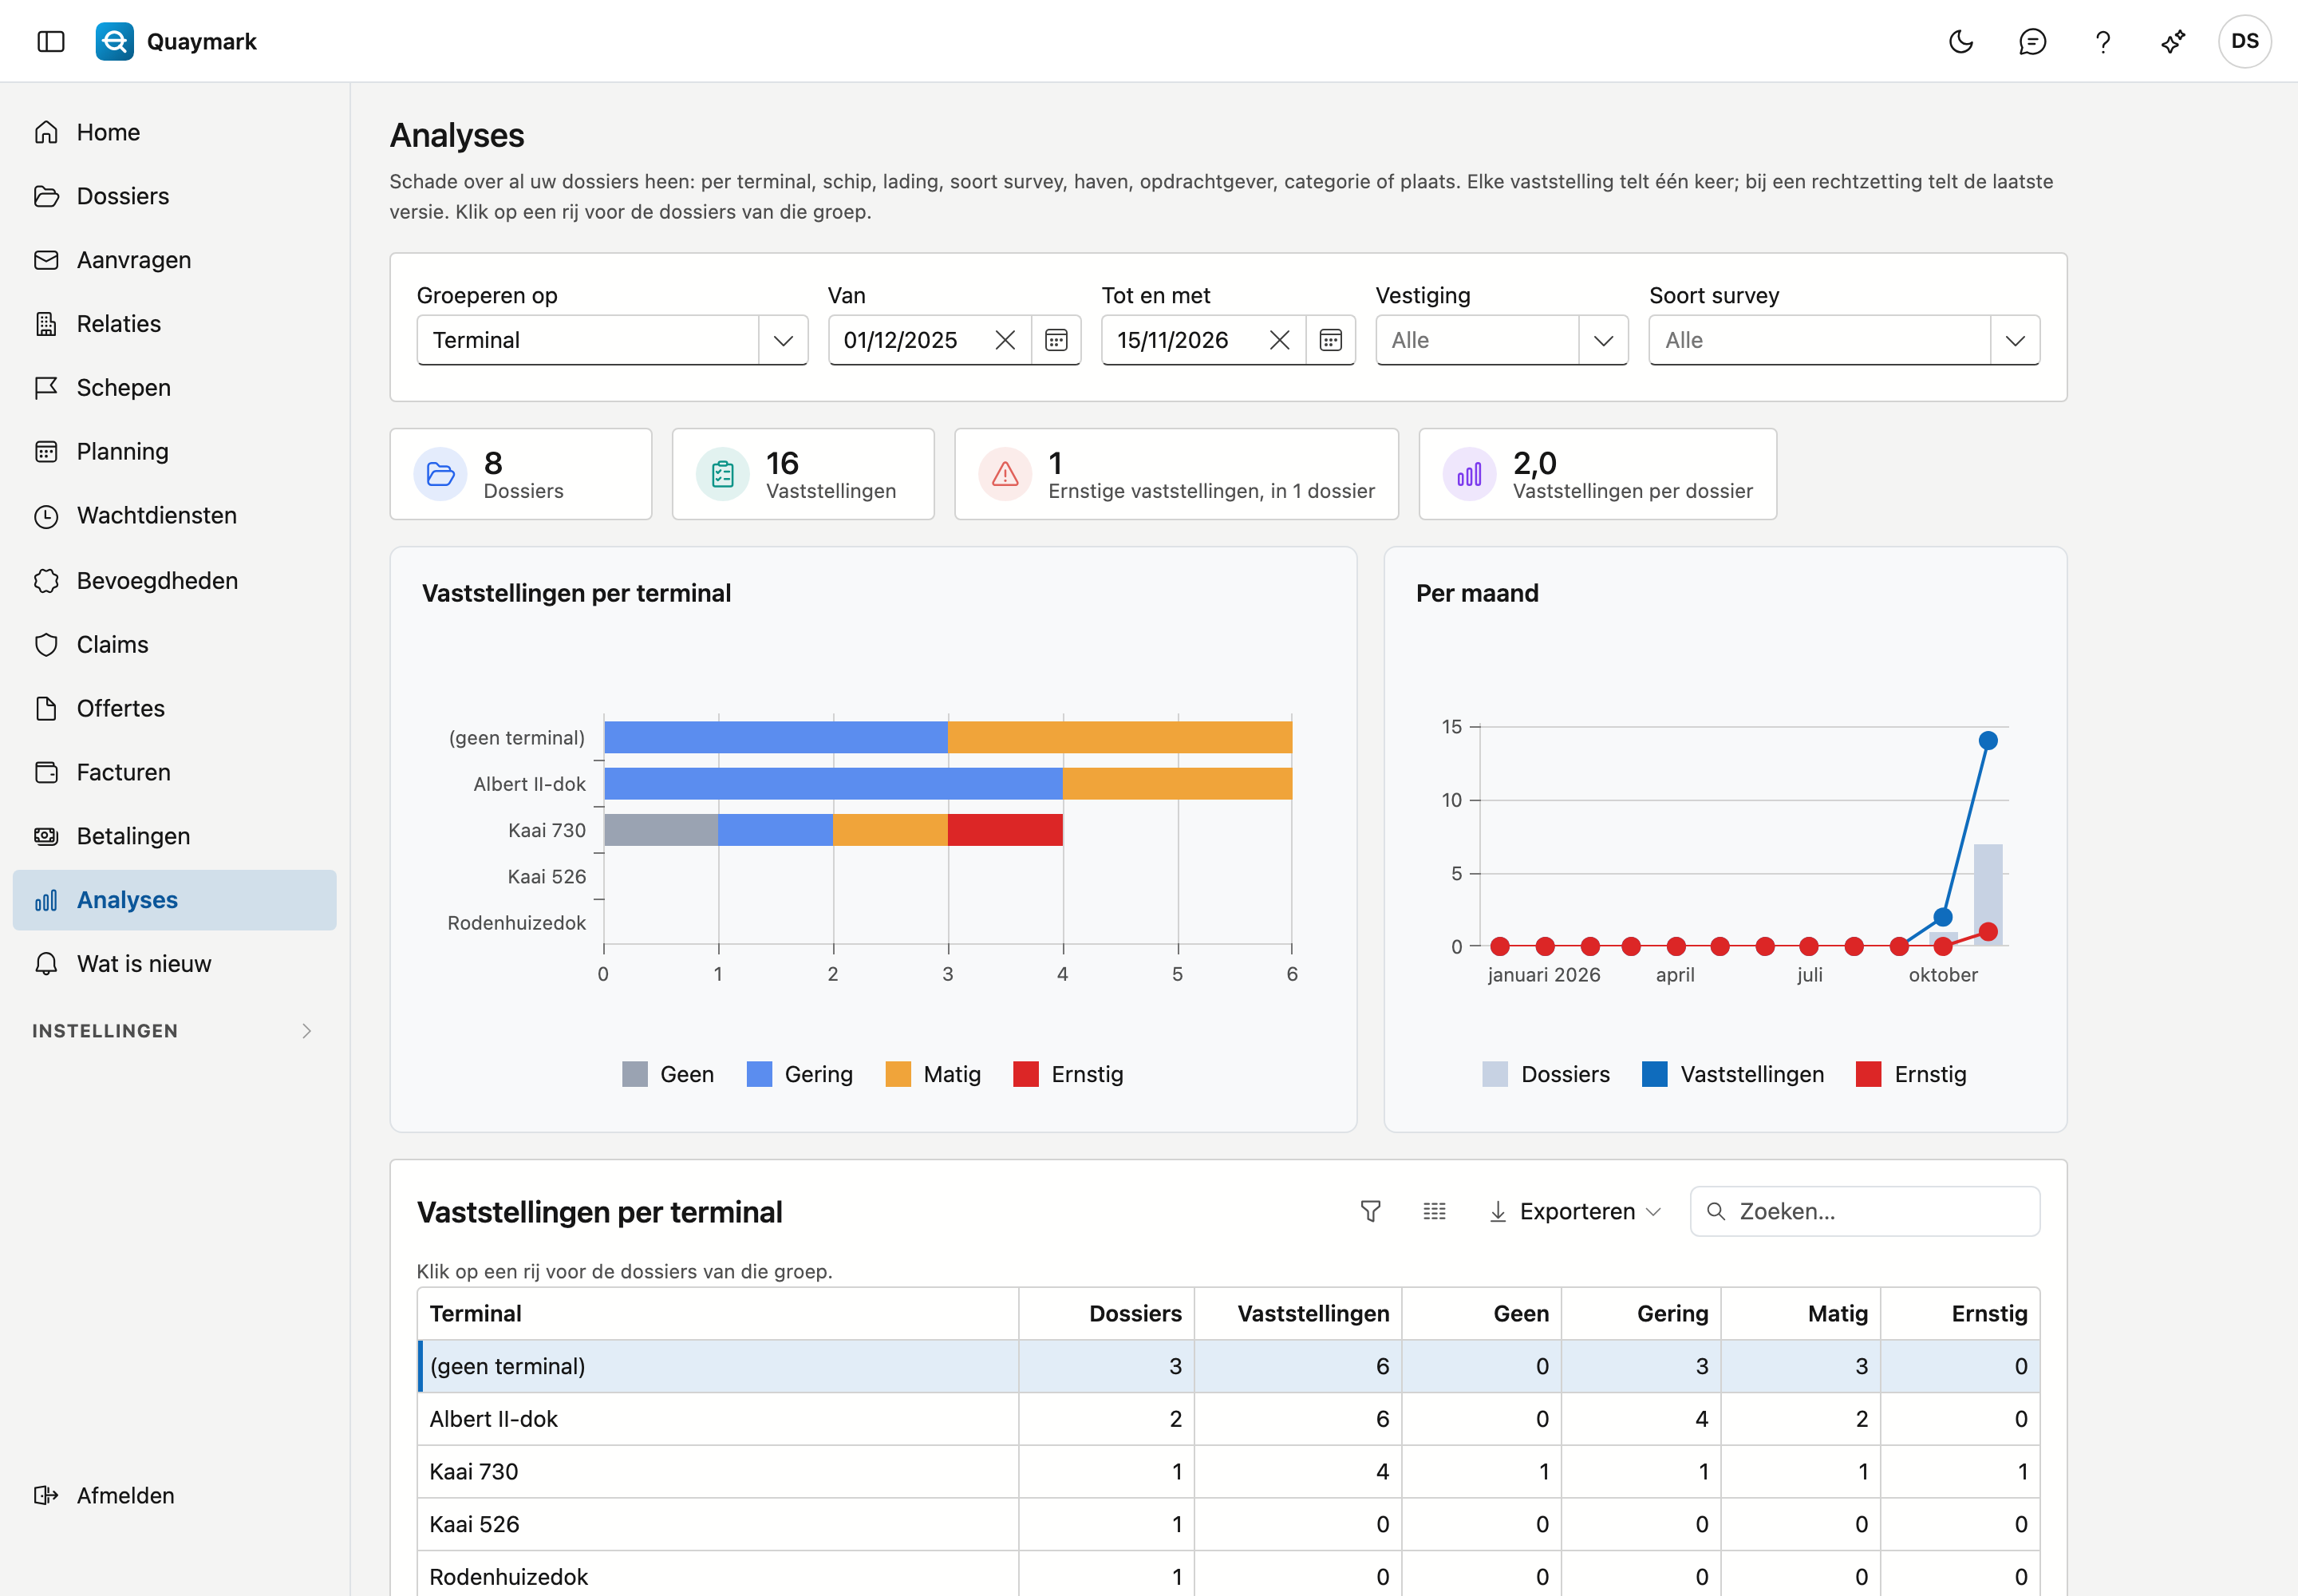 Quaymark
DS
Home
Dossiers
Aanvragen
Relaties
Schepen
Planning
Wachtdiensten
Bevoegdheden
Claims
Offertes
Facturen
Betalingen
Analyses
Wat is nieuw
INSTELLINGEN
Afmelden
Analyses
Schade over al uw dossiers heen: per terminal, schip, lading, soort survey, haven, opdrachtgever, categorie of plaats. Elke vaststelling telt één keer; bij een rechtzetting telt de laatste
versie. Klik op een rij voor de dossiers van die groep.
Groeperen op Van Tot en met Vestiging Soort survey
Terminal 01/12/2025 15/11/2026 Alle Alle
8 16 1 2,0
Dossiers Vaststellingen Ernstige vaststellingen, in 1 dossier Vaststellingen per dossier
Vaststellingen per terminal
(geen terminal)
Albert II-dok
Kaai 730
Kaai 526
Rodenhuizedok
0 1 2 3 4 5 6
Geen Gering Matig Ernstig
Per maand
15
10
5
0
januari 2026 april juli oktober
Dossiers Vaststellingen Ernstig
Vaststellingen per terminal
Exporteren Zoeken...
Klik op een rij voor de dossiers van die groep.
Terminal Dossiers Vaststellingen Geen Gering Matig Ernstig
(geen terminal) 3 6 0 3 3 0
Albert II-dok 2 6 0 4 2 0
Kaai 730 1 4 1 1 1 1
Kaai 526 1 0 0 0 0 0
Rodenhuizedok 1 0 0 0 0 0